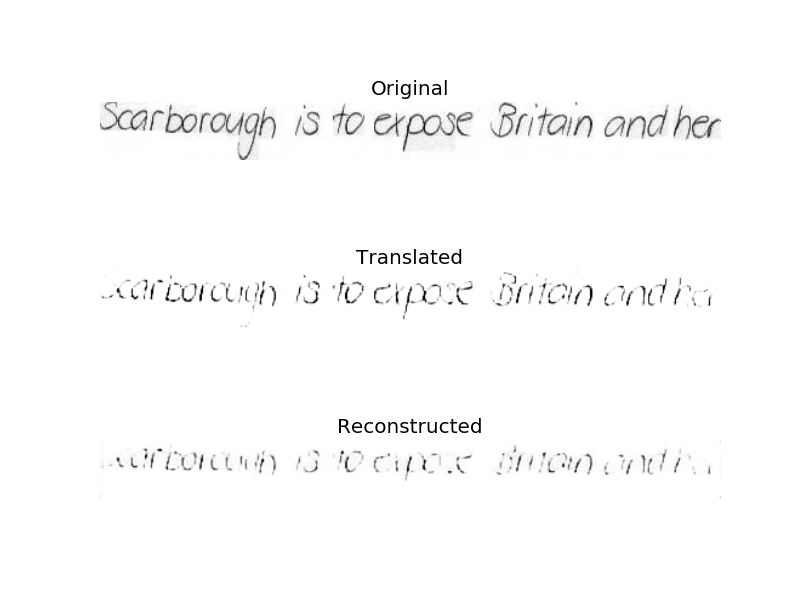 Original
Scarborough is to expose Britain and her
Translated
Scarborough is to expose Britain and her
Reconstructed
Scarborough is to expose Britain and her